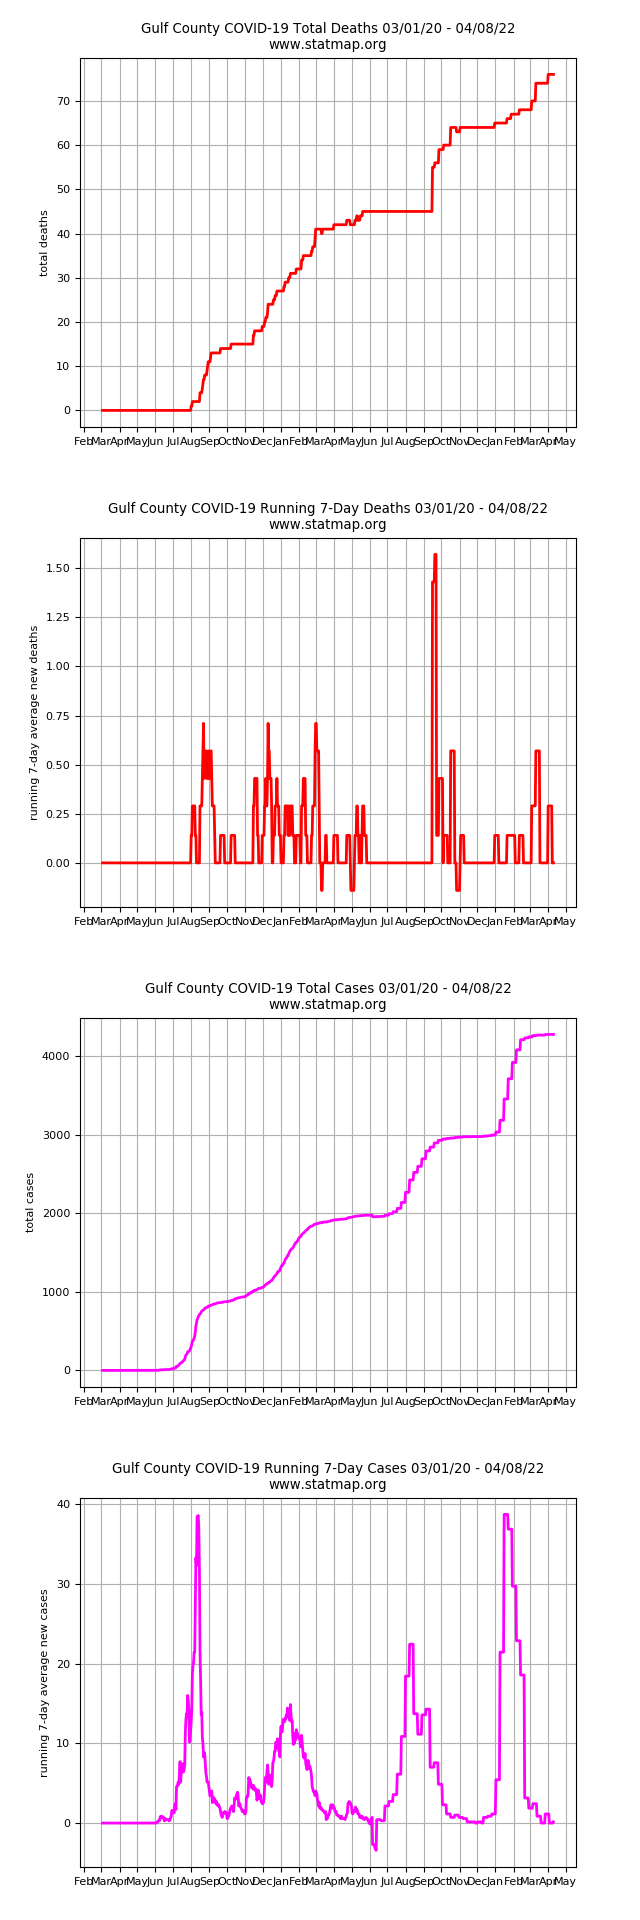 Gulf County COVID-19 Total Deaths 03/01/20 - 04/08/22
www.statmap.org
70
60
50
40
30
20
10
0
total deaths
Feb Mar Apr May Jun Jul Aug Sep Oct Nov Dec Jan Feb Mar Apr May Jun Jul Aug Sep Oct Nov Dec Jan Feb Mar Apr May
Gulf County COVID-19 Running 7-Day Deaths 03/01/20 - 04/08/22
www.statmap.org
1.50
1.25
1.00
0.75
0.50
0.25
0.00
running 7-day average new deaths
Feb Mar Apr May Jun Jul Aug Sep Oct Nov Dec Jan Feb Mar Apr May Jun Jul Aug Sep Oct Nov Dec Jan Feb Mar Apr May
Gulf County COVID-19 Total Cases 03/01/20 - 04/08/22
www.statmap.org
4000
3000
2000
1000
0
total cases
Feb Mar Apr May Jun Jul Aug Sep Oct Nov Dec Jan Feb Mar Apr May Jun Jul Aug Sep Oct Nov Dec Jan Feb Mar Apr May
Gulf County COVID-19 Running 7-Day Cases 03/01/20 - 04/08/22
www.statmap.org
40
30
20
10
0
running 7-day average new cases
Feb Mar Apr May Jun Jul Aug Sep Oct Nov Dec Jan Feb Mar Apr May Jun Jul Aug Sep Oct Nov Dec Jan Feb Mar Apr May